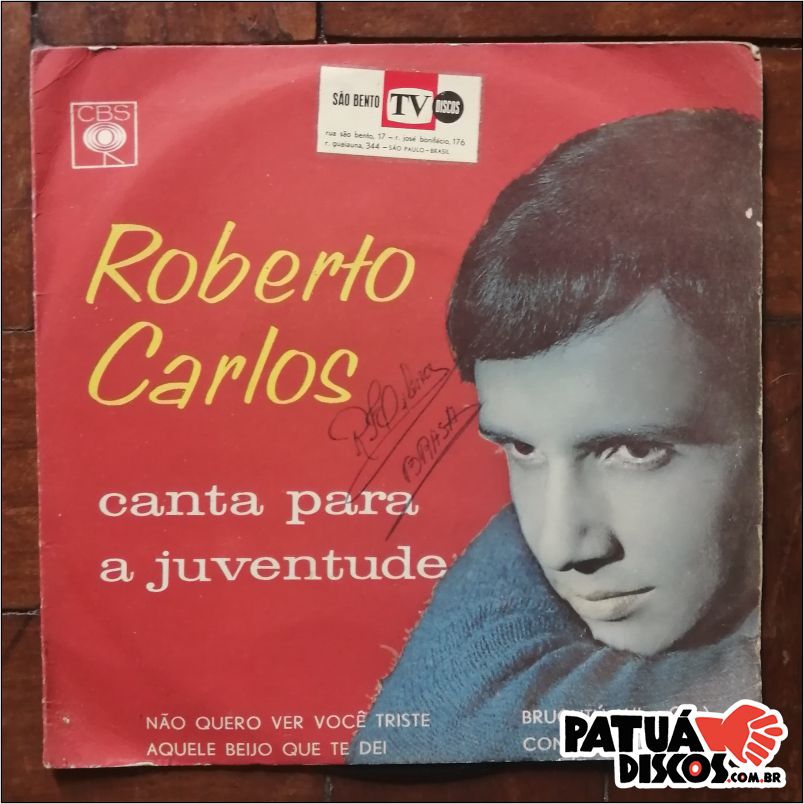 CBS
SÃO BENTO TV DISCOS
rua são bento, 17 – r. josé bonifácio, 176
r. guaiauna, 344 – SÃO PAULO – BRASIL
Roberto
Carlos
canta para
a juventude
NÃO QUERO VER VOCÊ TRISTE
AQUELE BEIJO QUE TE DEI
PATUÁ
DISCOS.COM.BR